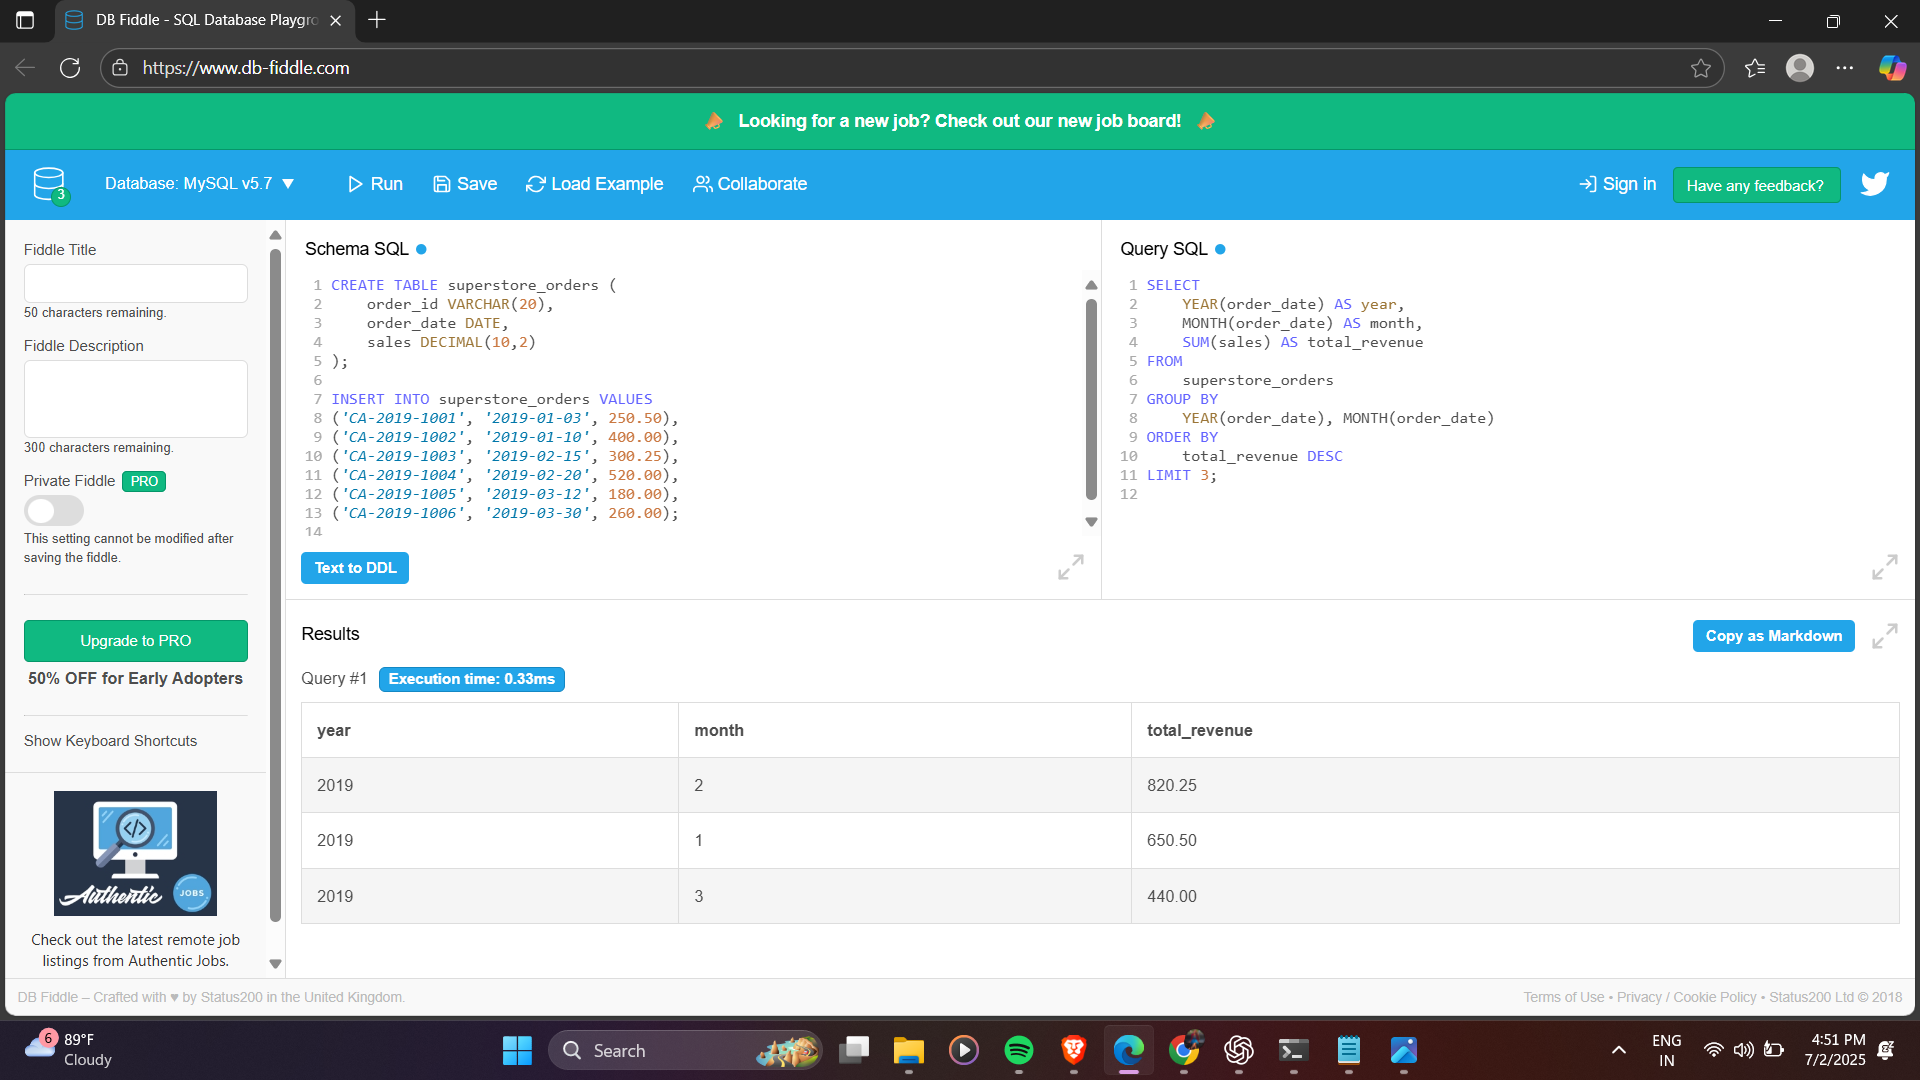 DB Fiddle - SQL Database Playgro
https://www.db-fiddle.com
Looking for a new job? Check out our new job board!
3
Database: MySQL v5.7 ▼
Run
Save
Load Example
Collaborate
Sign in
Have any feedback?
Fiddle Title
50 characters remaining.
Fiddle Description
300 characters remaining.
Private Fiddle PRO
This setting cannot be modified after
saving the fiddle.
Upgrade to PRO
50% OFF for Early Adopters
Show Keyboard Shortcuts
Authentic
JOBS
Check out the latest remote job
listings from Authentic Jobs.
Schema SQL
1 CREATE TABLE superstore_orders (
2 order_id VARCHAR(20),
3 order_date DATE,
4 sales DECIMAL(10,2)
5 );
6
7 INSERT INTO superstore_orders VALUES
8 ('CA-2019-1001', '2019-01-03', 250.50),
9 ('CA-2019-1002', '2019-01-10', 400.00),
10 ('CA-2019-1003', '2019-02-15', 300.25),
11 ('CA-2019-1004', '2019-02-20', 520.00),
12 ('CA-2019-1005', '2019-03-12', 180.00),
13 ('CA-2019-1006', '2019-03-30', 260.00);
14
Text to DDL
Query SQL
1 SELECT
2 YEAR(order_date) AS year,
3 MONTH(order_date) AS month,
4 SUM(sales) AS total_revenue
5 FROM
6 superstore_orders
7 GROUP BY
8 YEAR(order_date), MONTH(order_date)
9 ORDER BY
10 total_revenue DESC
11 LIMIT 3;
12
Results
Copy as Markdown
Query #1 Execution time: 0.33ms
year month total_revenue
2019 2 820.25
2019 1 650.50
2019 3 440.00
DB Fiddle – Crafted with ♥ by Status200 in the United Kingdom.
Terms of Use • Privacy / Cookie Policy • Status200 Ltd © 2018
6
89°F
Cloudy
Search
ENG
IN
4:51 PM
7/2/2025